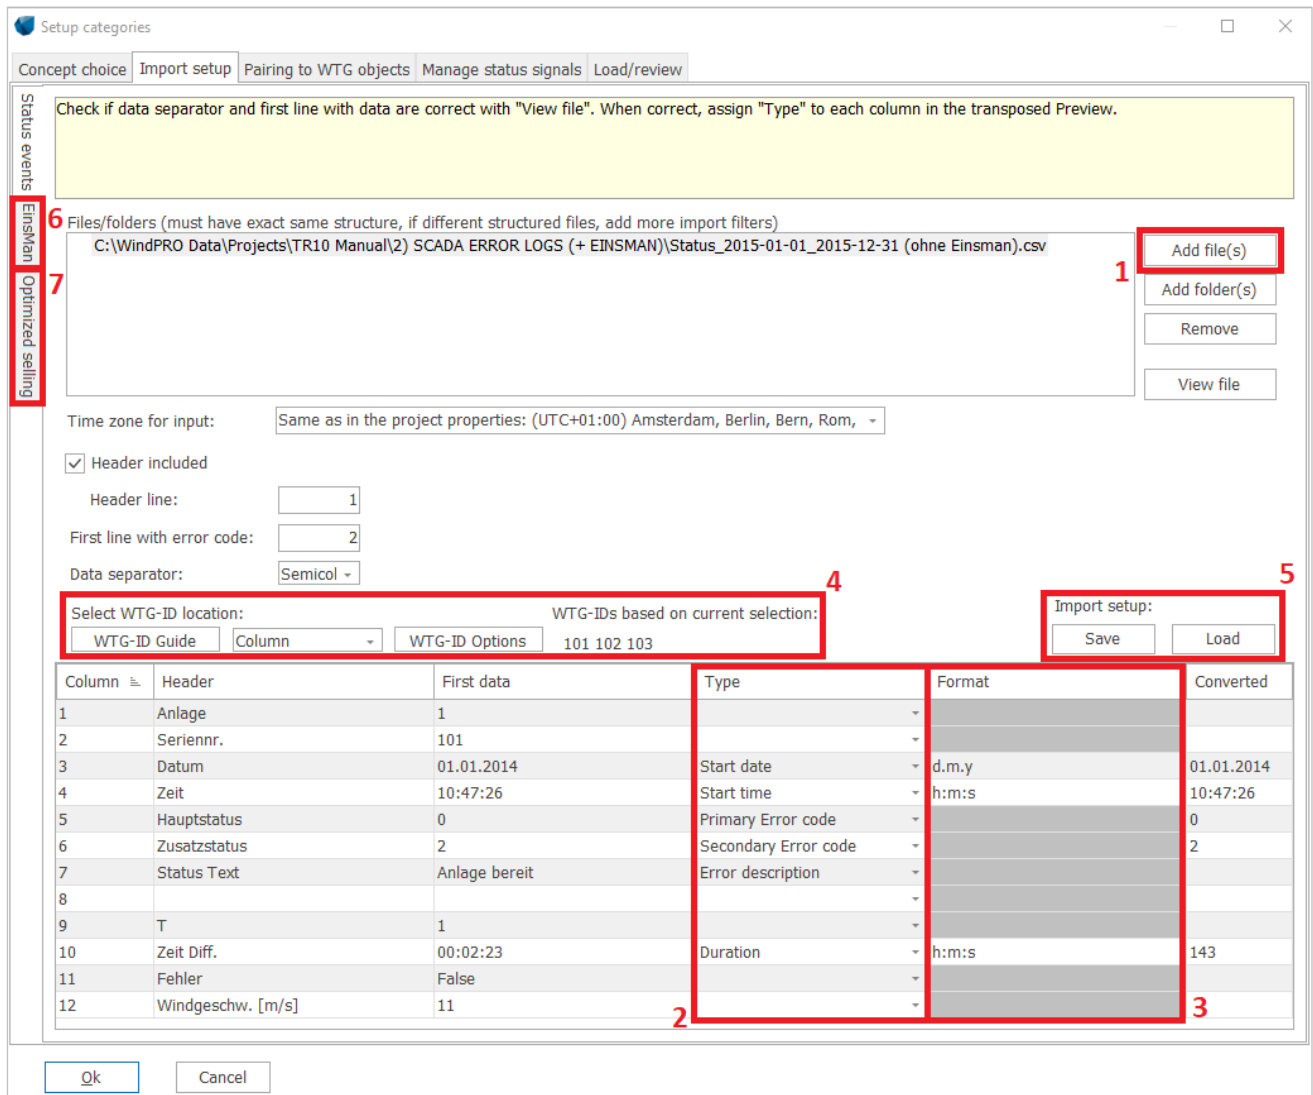 Setup categories
Concept choice Import setup Pairing to WTG objects Manage status signals Load/review
Status events
EinsMan
Optimized selling
Check if data separator and first line with data are correct with "View file". When correct, assign "Type" to each column in the transposed Preview.
6 Files/folders (must have exact same structure, if different structured files, add more import filters)
C:\WindPRO Data\Projects\TR10 Manual\2) SCADA ERROR LOGS (+ EINSMAN)\Status_2015-01-01_2015-12-31 (ohne Einsman).csv
Add file(s)
1
7
Add folder(s)
Remove
View file
Time zone for input: Same as in the project properties: (UTC+01:00) Amsterdam, Berlin, Bern, Rom,
Header included
Header line: 1
First line with error code: 2
Data separator: Semicol
4
5
Select WTG-ID location: WTG-IDs based on current selection: Import setup:
WTG-ID Guide Column WTG-ID Options 101 102 103 Save Load
Column Header First data Type Format Converted
1 Anlage 1
2 Seriennr. 101
3 Datum 01.01.2014 Start date d.m.y 01.01.2014
4 Zeit 10:47:26 Start time h:m:s 10:47:26
5 Hauptstatus 0 Primary Error code 0
6 Zusatzstatus 2 Secondary Error code 2
7 Status Text Anlage bereit Error description
8
9 T 1
10 Zeit Diff. 00:02:23 Duration h:m:s 143
11 Fehler False
12 Windgeschw. [m/s] 11
2 3
Ok Cancel